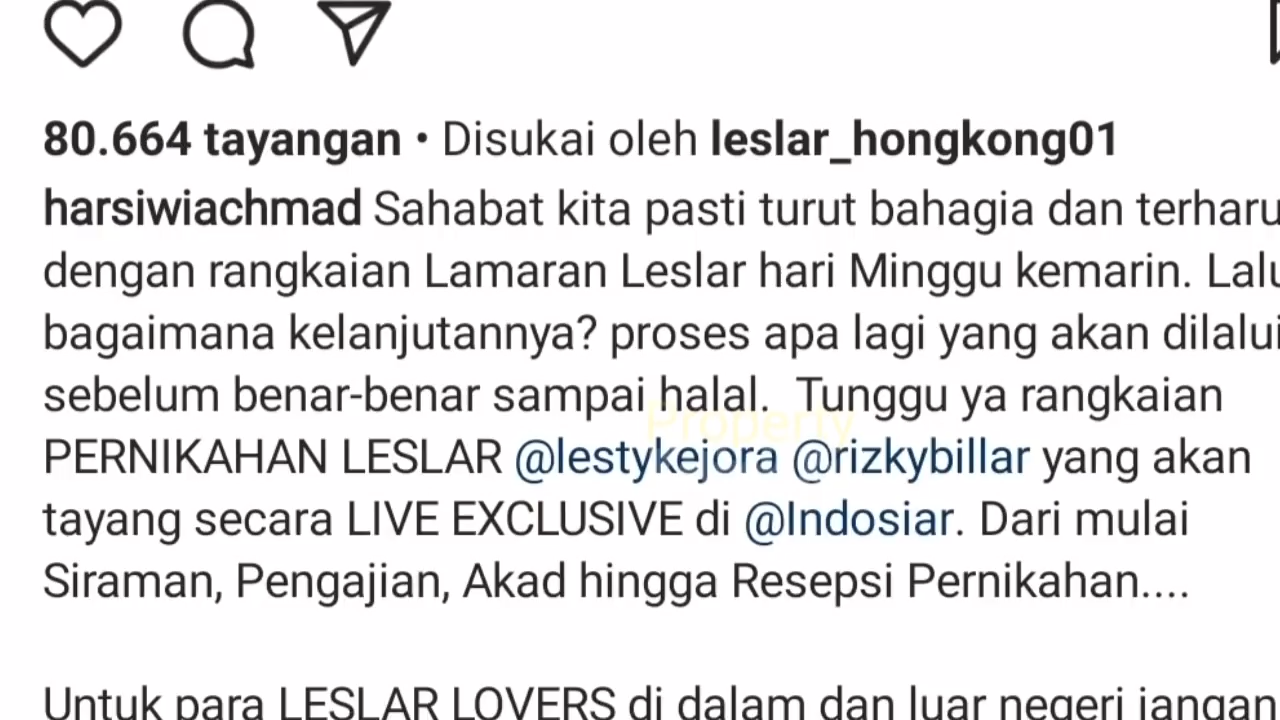 80.664 tayangan • Disukai oleh leslar_hongkong01
harsiwiachmad Sahabat kita pasti turut bahagia dan terharu
dengan rangkaian Lamaran Leslar hari Minggu kemarin. Lalu
bagaimana kelanjutannya? proses apa lagi yang akan dilalui
sebelum benar-benar sampai halal. Tunggu ya rangkaian
Property
PERNIKAHAN LESLAR @lestykejora @rizkybillar yang akan
tayang secara LIVE EXCLUSIVE di @Indosiar. Dari mulai
Siraman, Pengajian, Akad hingga Resepsi Pernikahan....
Untuk para LESLAR LOVERS di dalam dan luar negeri jangan